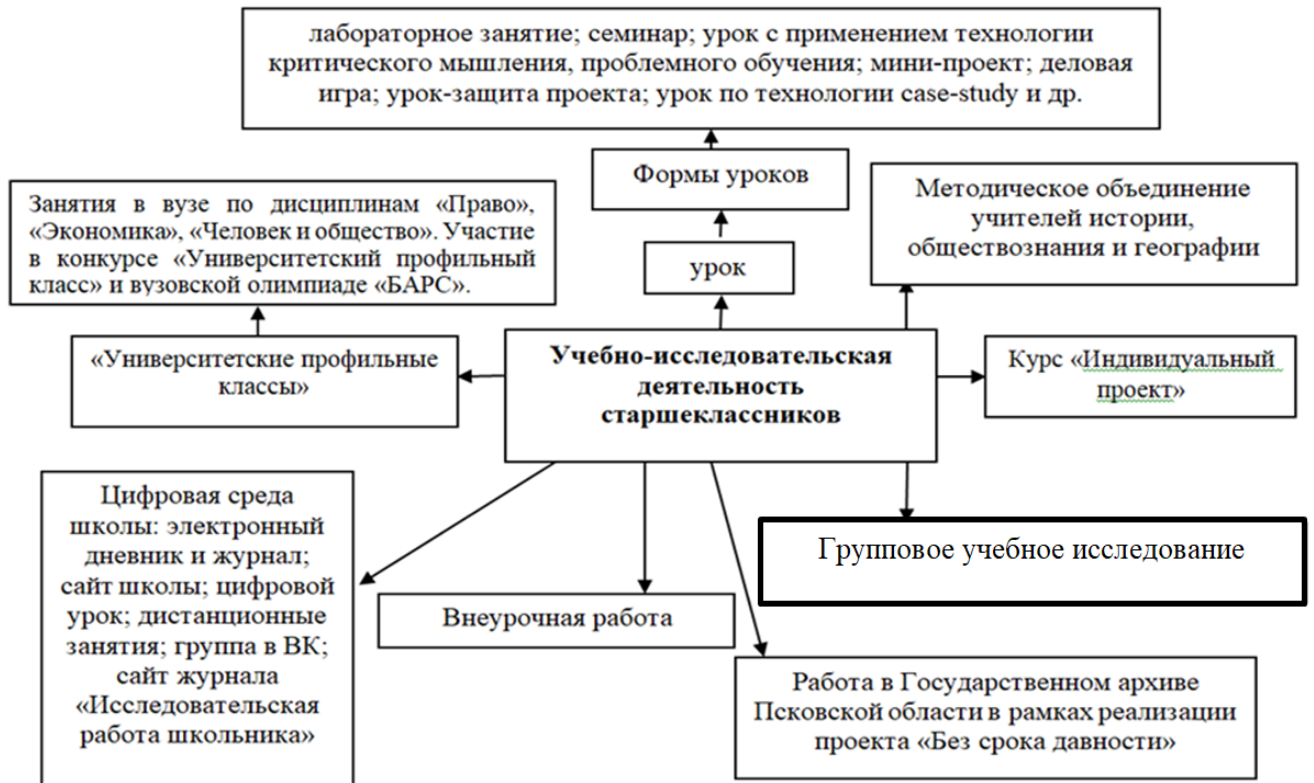 лабораторное занятие; семинар; урок с применением технологии
критического мышления, проблемного обучения; мини-проект; деловая
игра; урок-защита проекта; урок по технологии case-study и др.
Формы уроков
урок
Методическое объединение
учителей истории,
обществознания и географии
Занятия в вузе по дисциплинам «Право»,
«Экономика», «Человек и общество». Участие
в конкурсе «Университетский профильный
класс» и вузовской олимпиаде «БАРС».
«Университетские профильные
классы»
Учебно-исследовательская
деятельность
старшеклассников
Курс «Индивидуальный
проект»
Цифровая среда
школы: электронный
дневник и журнал;
сайт школы; цифровой
урок; дистанционные
занятия; группа в ВК;
сайт журнала
«Исследовательская
работа школьника»
Внеурочная работа
Групповое учебное исследование
Работа в Государственном архиве
Псковской области в рамках реализации
проекта «Без срока давности»